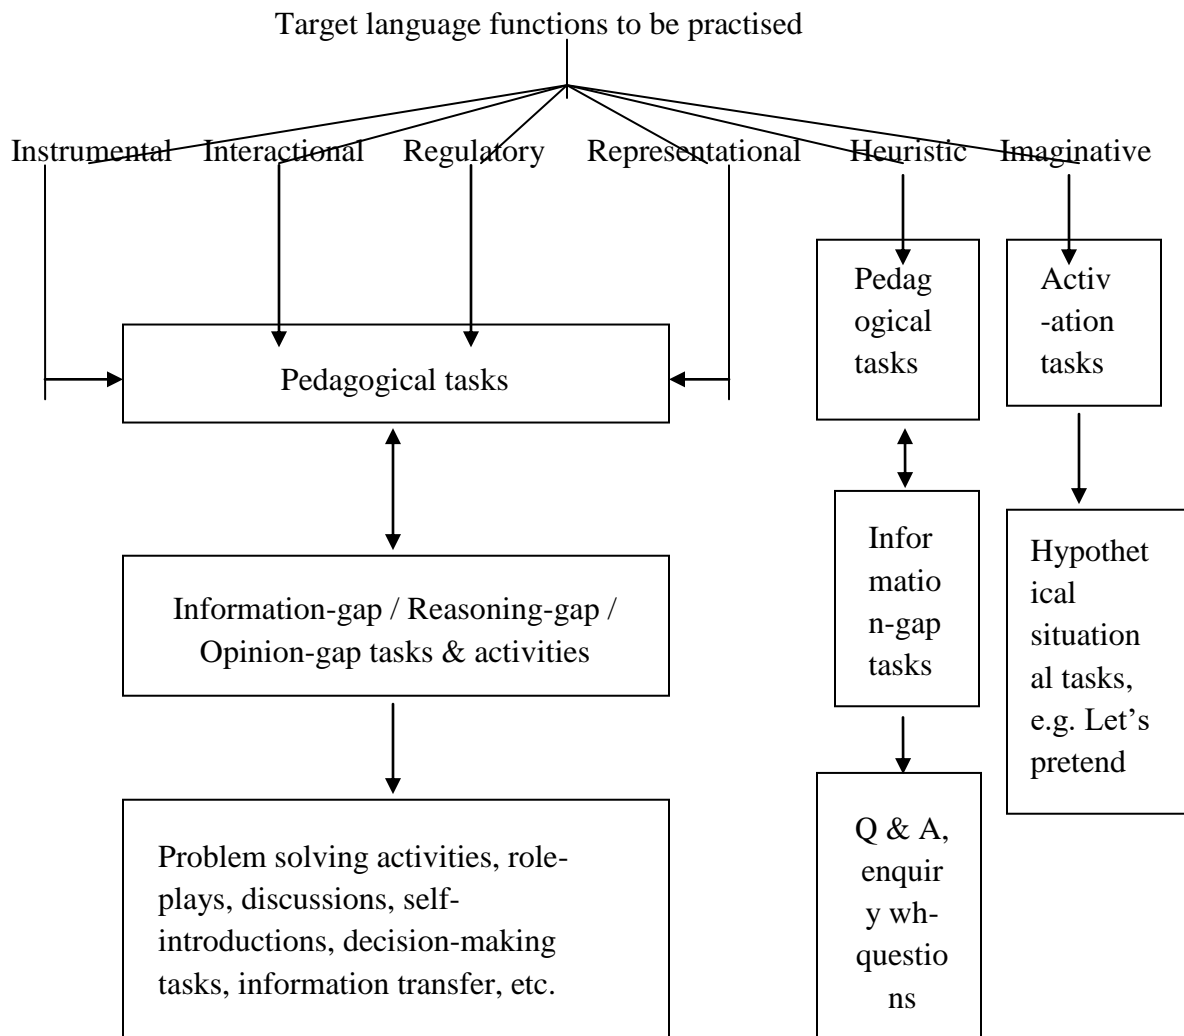 Target language functions to be practised
Instrumental Interactional Regulatory Representational Heuristic Imaginative
Pedagogical tasks
Pedag
ogical
tasks
Activ
-ation
tasks
Information-gap / Reasoning-gap /
Opinion-gap tasks & activities
Infor
matio
n-gap
tasks
Hypothet
ical
situation
al tasks,
e.g. Let’s
pretend
Problem solving activities, role-
plays, discussions, self-
introductions, decision-making
tasks, information transfer, etc.
Q & A,
enquir
y wh-
questio
ns